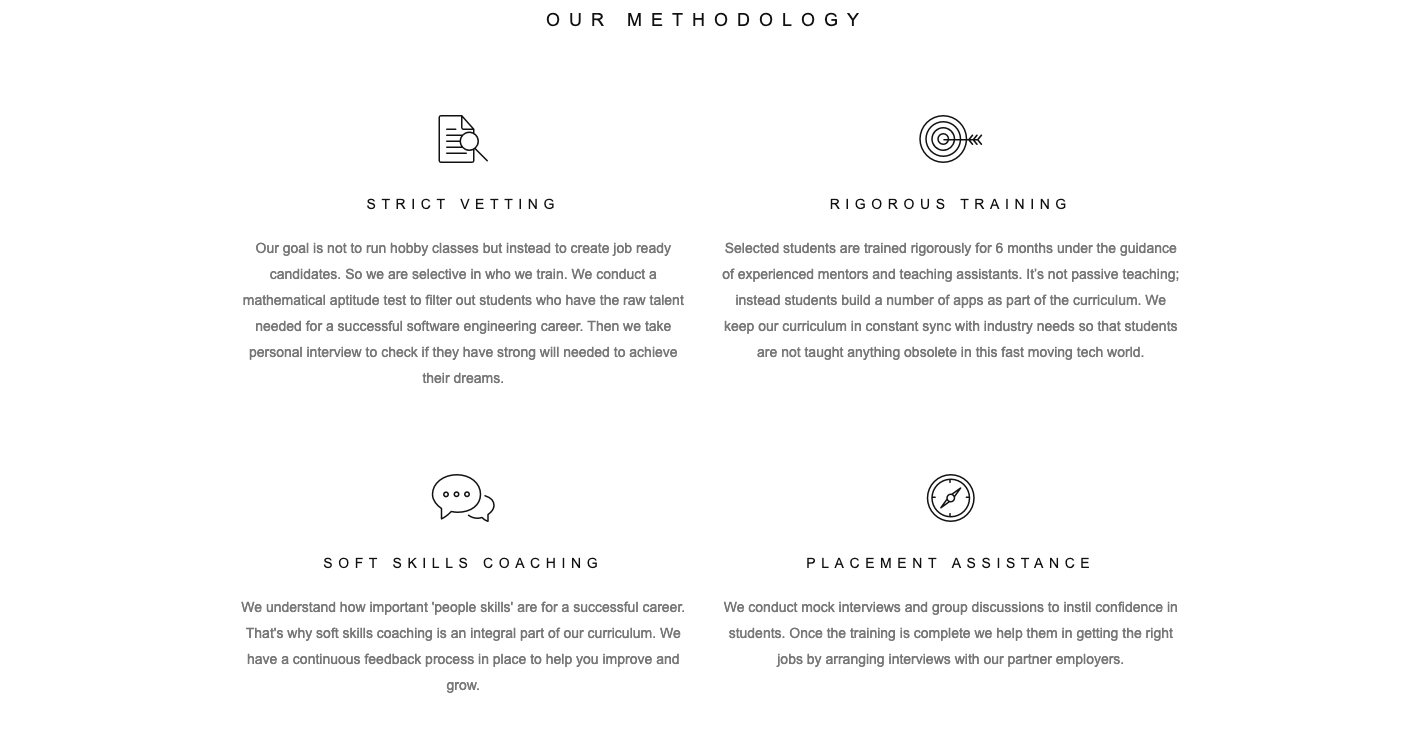 OUR METHODOLOGY
STRICT VETTING
Our goal is not to run hobby classes but instead to create job ready
candidates. So we are selective in who we train. We conduct a
mathematical aptitude test to filter out students who have the raw talent
needed for a successful software engineering career. Then we take
personal interview to check if they have strong will needed to achieve
their dreams.
RIGOROUS TRAINING
Selected students are trained rigorously for 6 months under the guidance
of experienced mentors and teaching assistants. It’s not passive teaching;
instead students build a number of apps as part of the curriculum. We
keep our curriculum in constant sync with industry needs so that students
are not taught anything obsolete in this fast moving tech world.
SOFT SKILLS COACHING
We understand how important 'people skills' are for a successful career.
That's why soft skills coaching is an integral part of our curriculum. We
have a continuous feedback process in place to help you improve and
grow.
PLACEMENT ASSISTANCE
We conduct mock interviews and group discussions to instil confidence in
students. Once the training is complete we help them in getting the right
jobs by arranging interviews with our partner employers.